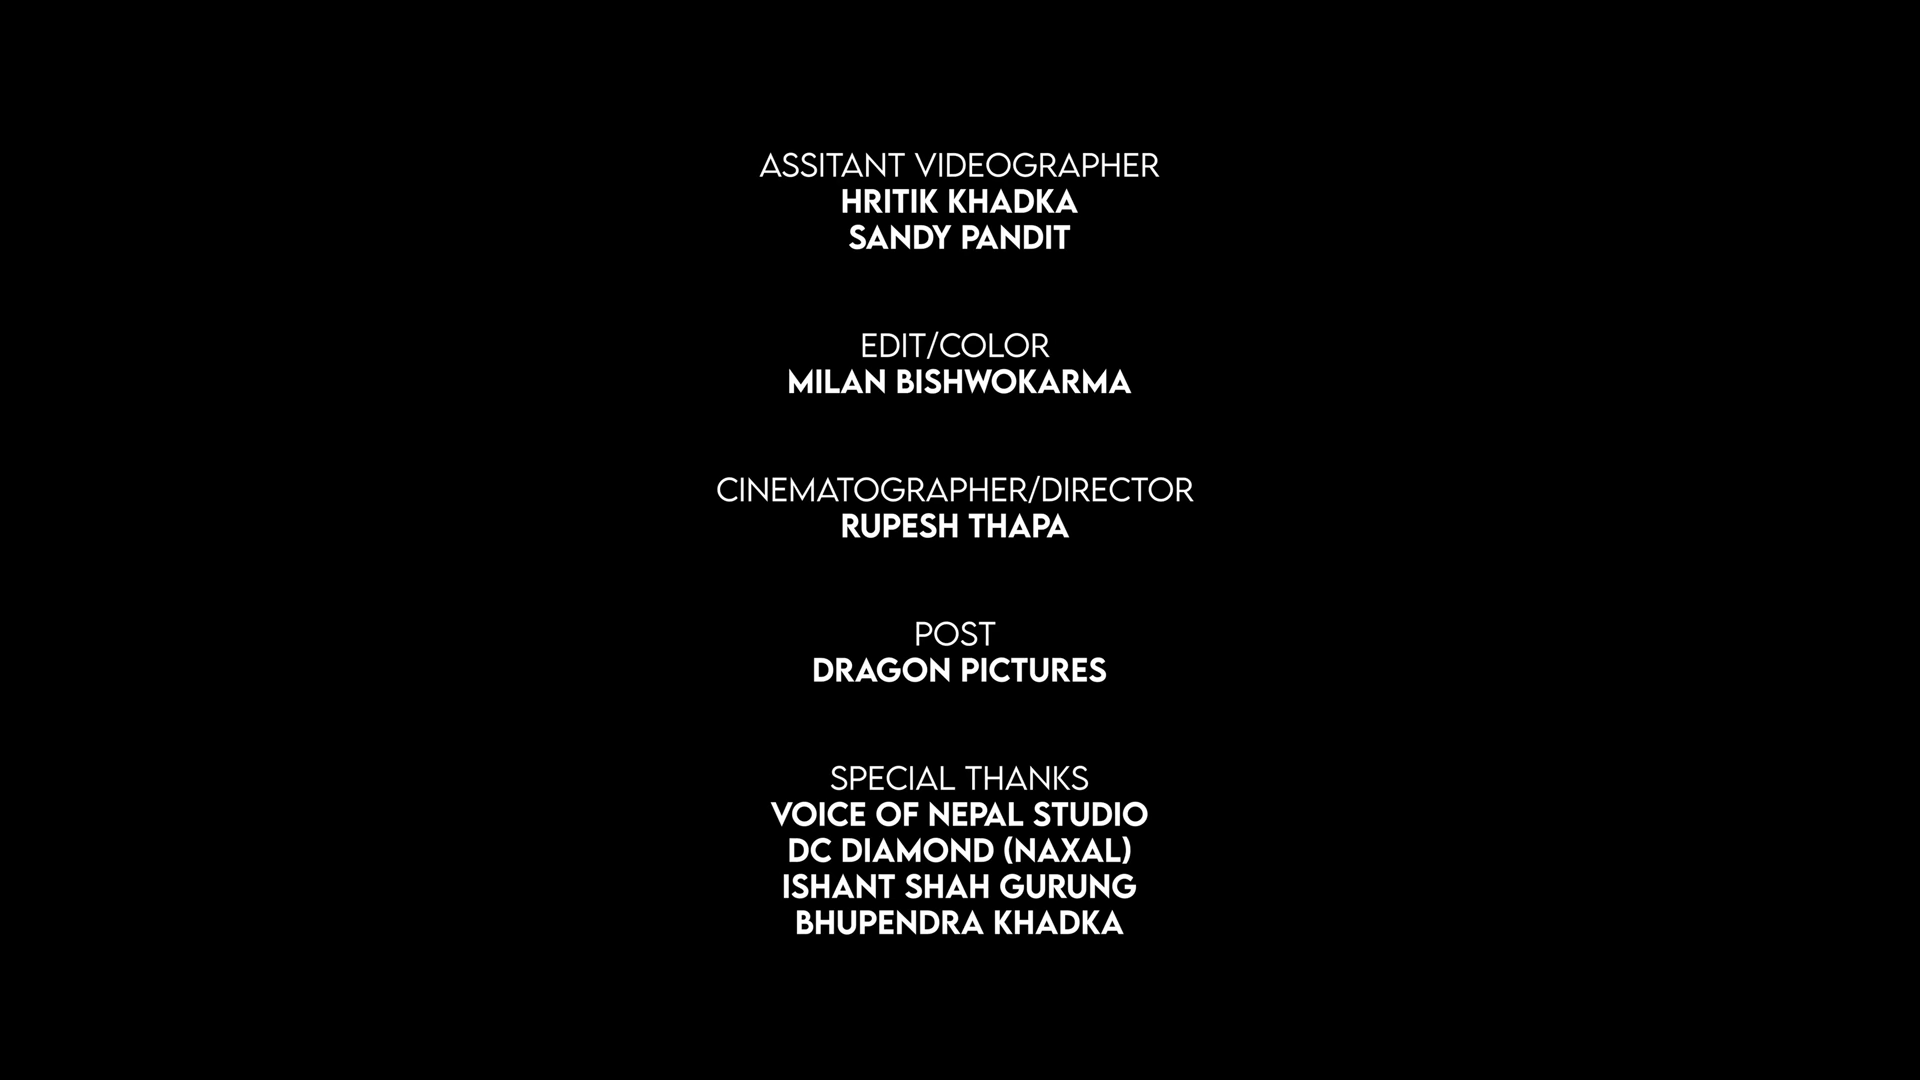 ASSITANT VIDEOGRAPHER
HRITIK KHADKA
SANDY PANDIT
EDIT/COLOR
MILAN BISHWOKARMA
CINEMATOGRAPHER/DIRECTOR
RUPESH THAPA
POST
DRAGON PICTURES
SPECIAL THANKS
VOICE OF NEPAL STUDIO
DC DIAMOND (NAXAL)
ISHANT SHAH GURUNG
BHUPENDRA KHADKA